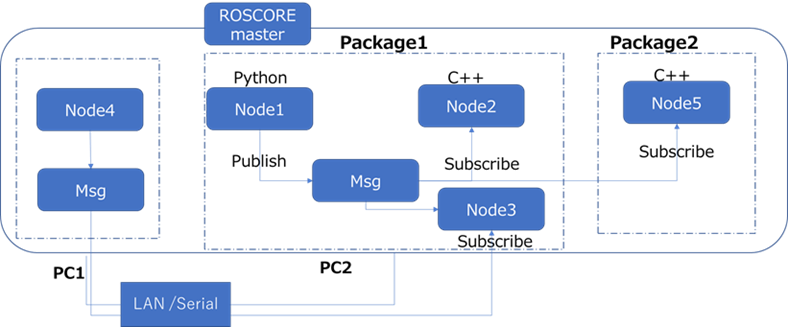 ROSCORE
master
Package1
Package2
Python
C++
C++
Node4
Node1
Node2
Node5
Publish
Subscribe
Subscribe
Msg
Msg
Node3
Subscribe
PC1
PC2
LAN /Serial